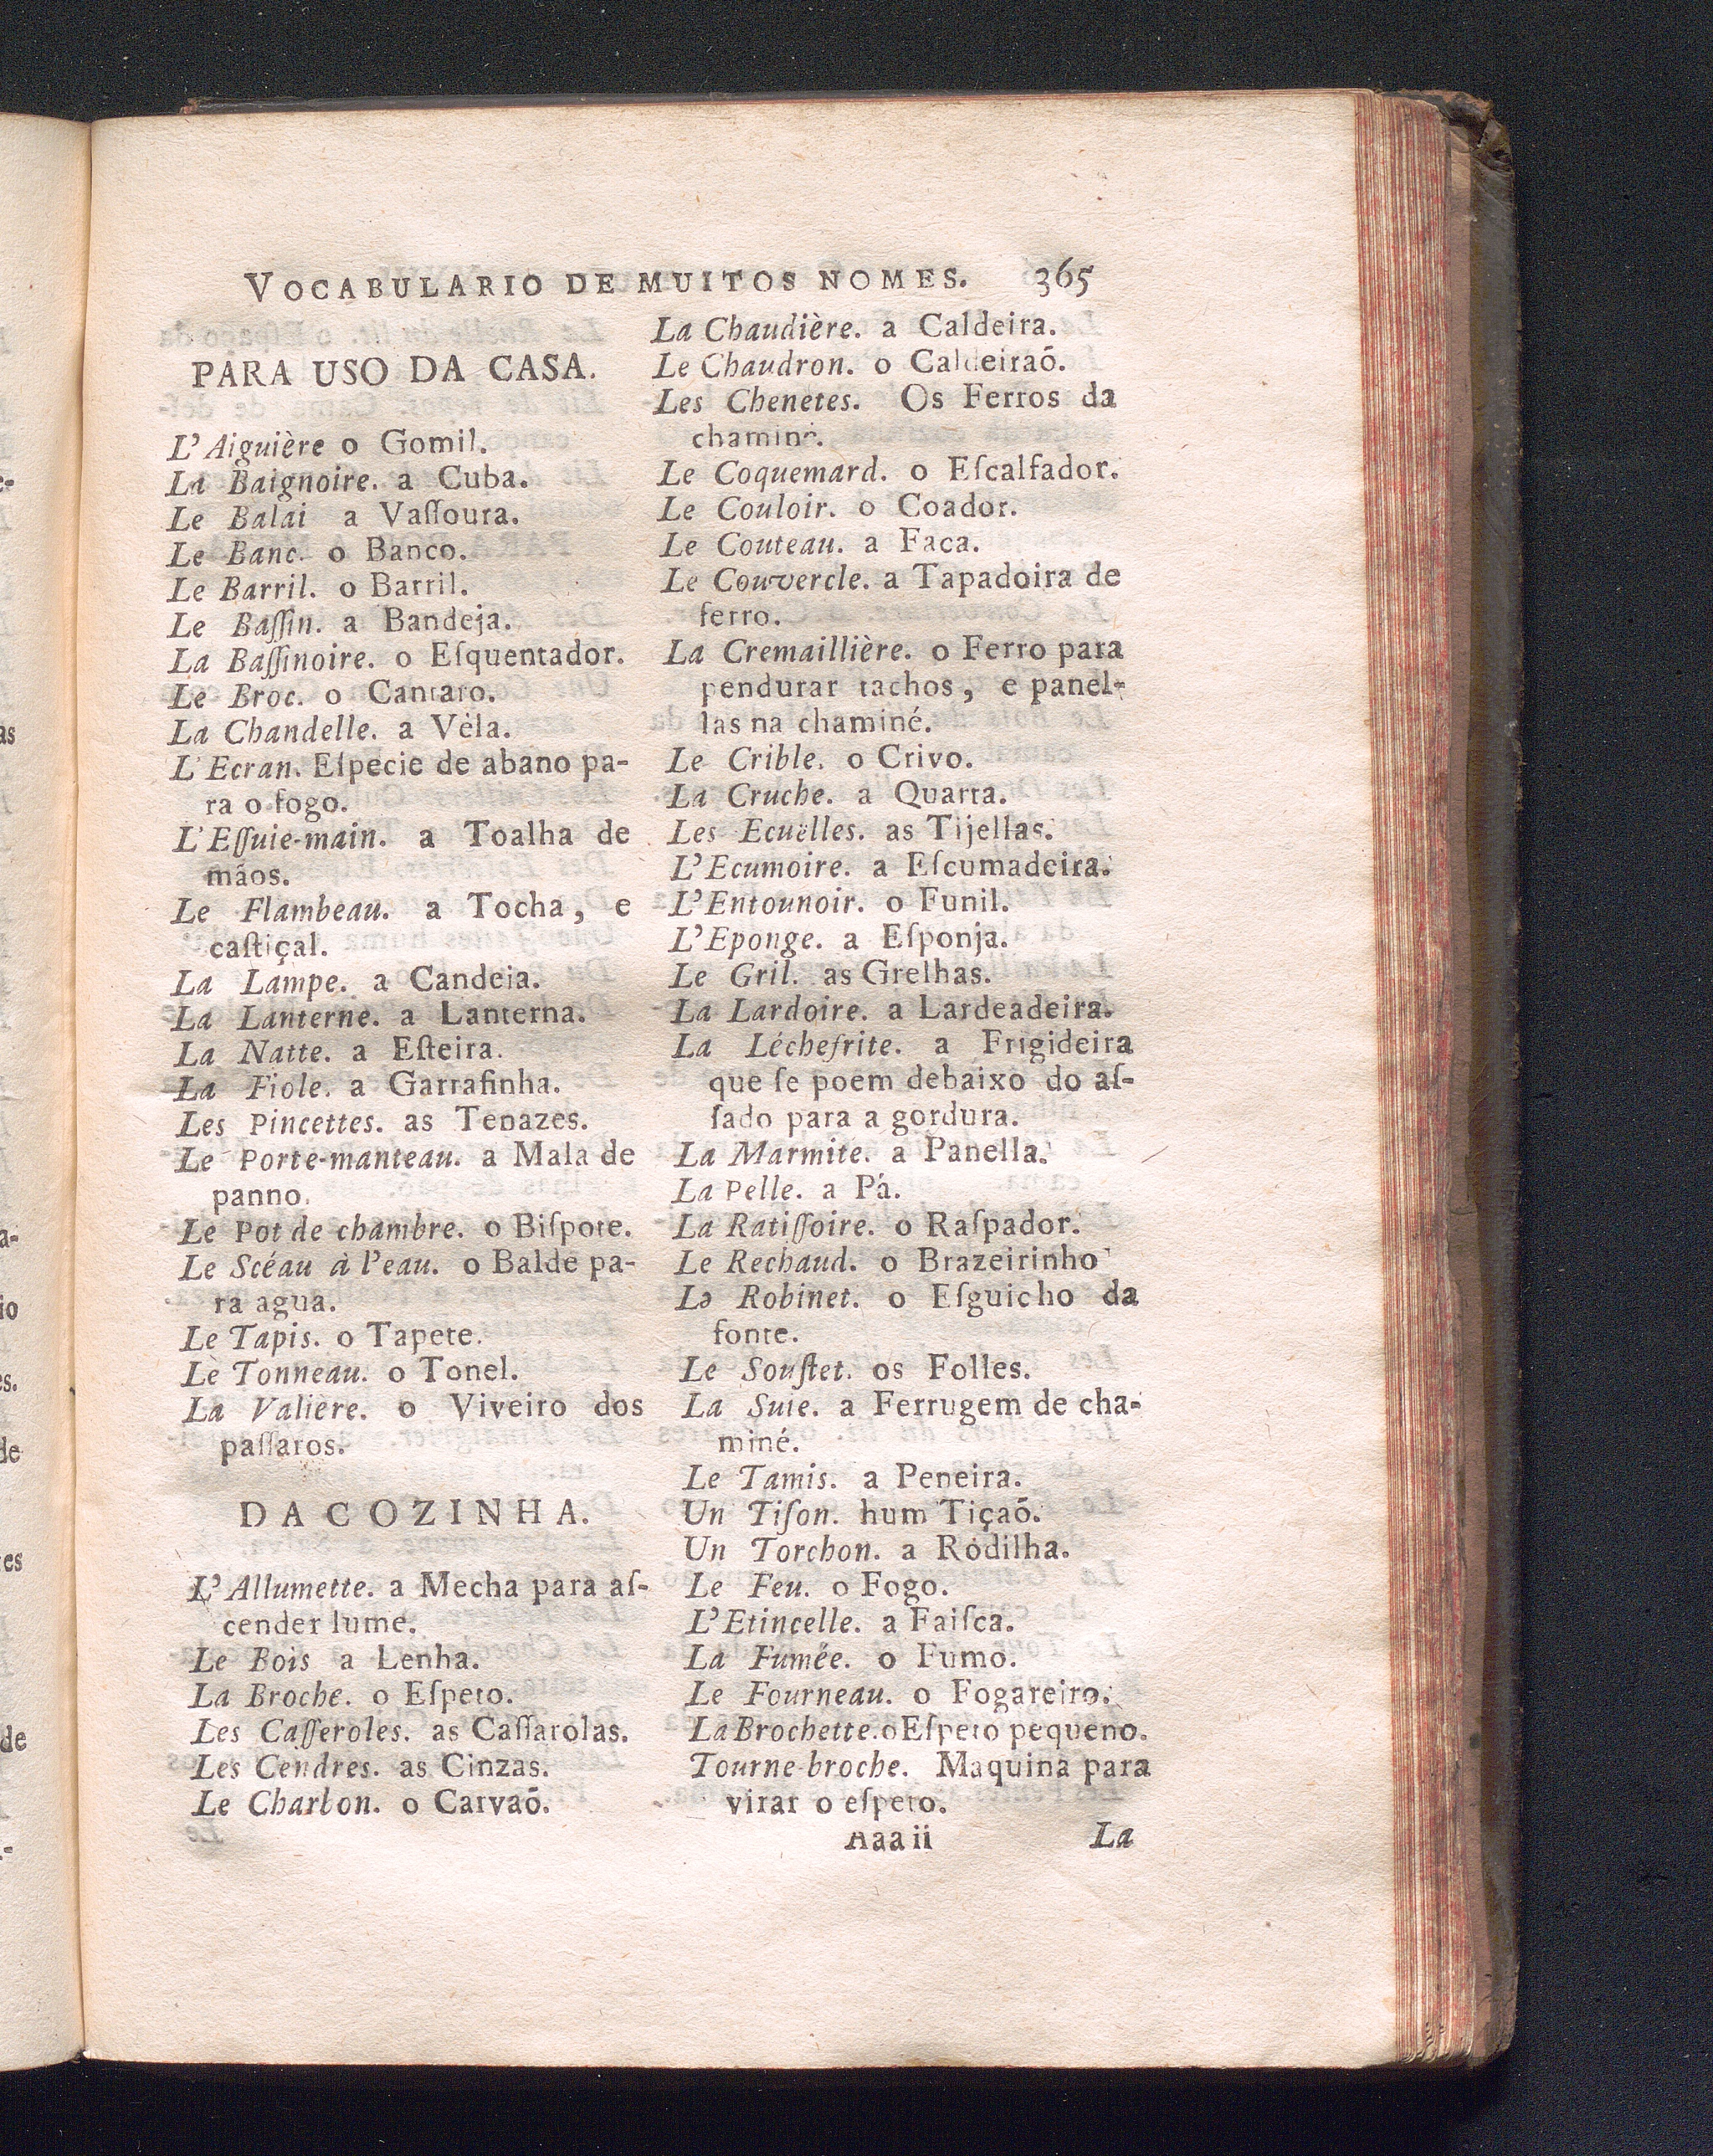 VOCABULARIO DE MUITOS NOMES. 365
PARA USO DA CASA.
L'Aiguière o Gomil.
La Baignoire. a Cuba.
Le Balai a Vaſſoura.
Le Banc. o Banco.
Le Barril. o Barril.
Le Baſſin. a Bandeja.
La Baſſinoire. o Eſquentador.
Le Broc. o Cantaro.
La Chandelle. a Véla.
L'Ecran. Eſpecie de abano pa-
ra o fogo.
L'Eſſuie-main. a Toalha de
mãos.
Le Flambeau. a Tocha, e
caſtiçal.
La Lampe. a Candeia.
La Lanterne. a Lanterna.
La Natte. a Eſteira.
La Fiole. a Garrafinha.
Les Pincettes. as Tenazes.
Le Porte-manteau. a Mala de
panno.
Le Pot de chambre. o Biſpote.
Le Scéau à l'eau. o Balde pa-
ra agua.
Le Tapis. o Tapete.
Le Tonneau. o Tonel.
La Valière. o Viveiro dos
paſſaros.
DA COZINHA.
L'Allumette. a Mecha para aſ-
cender lume.
Le Bois a Lenha.
La Broche. o Eſpeto.
Les Caſſeroles. as Caſſarolas.
Les Cendres. as Cinzas.
Le Charbon. o Carvaõ.
La Chaudière. a Caldeira.
Le Chaudron. o Caldeiraõ.
Les Chenetes. Os Ferros da
chaminé.
Le Coquemard. o Eſcalfador.
Le Couloir. o Coador.
Le Couteau. a Faca.
Le Couvercle. a Tapadoira de
ferro.
La Cremaillière. o Ferro para
pendurar tachos, e panel-
las na chaminé.
Le Crible. o Crivo.
La Cruche. a Quarta.
Les Ecuëlles. as Tijellas.
L'Ecumoire. a Eſcumadeira.
L'Entounoir. o Funil.
L'Eponge. a Eſponja.
Le Gril. as Grelhas.
La Lardoire. a Lardeadeira.
La Léchefrite. a Frigideira
que ſe poem debaixo do aſ-
ſado para a gordura.
La Marmite. a Panella.
La Pelle. a Pá.
La Ratiſſoire. o Raſpador.
Le Rechaud. o Brazeirinho
Le Robinet. o Eſguicho da
fonte.
Le Souſtet. os Folles.
La Suie. a Ferrugem de cha-
miné.
Le Tamis. a Peneira.
Un Tiſon. hum Tiçaõ.
Un Torchon. a Ródilha.
Le Feu. o Fogo.
L'Etincelle. a Faiſca.
La Fumée. o Fumo.
Le Fourneau. o Fogareiro.
La Brochette. o Eſpeto pequeno.
Tourne-broche. Maquina para
virar o eſpeto.
Aaa ii La